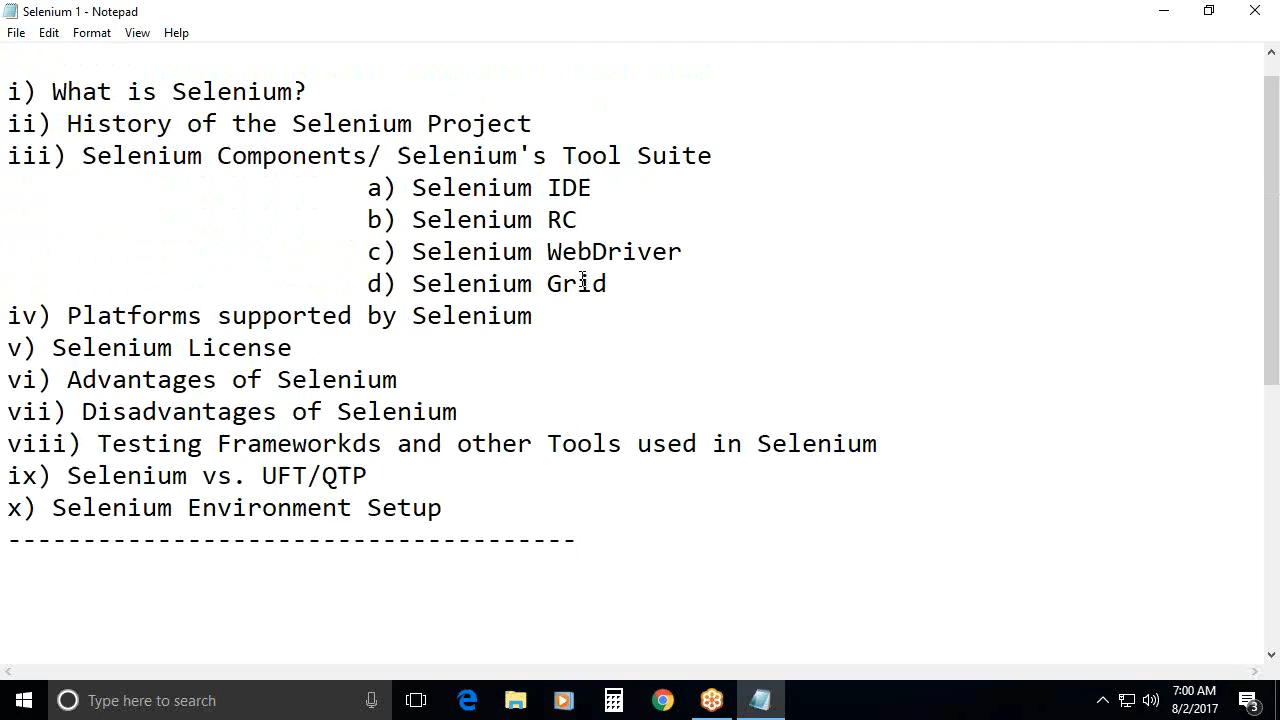 Selenium 1 - Notepad
File Edit Format View Help
i) What is Selenium?
ii) History of the Selenium Project
iii) Selenium Components/ Selenium's Tool Suite
a) Selenium IDE
b) Selenium RC
c) Selenium WebDriver
d) Selenium Grid
iv) Platforms supported by Selenium
v) Selenium License
vi) Advantages of Selenium
vii) Disadvantages of Selenium
viii) Testing Frameworkds and other Tools used in Selenium
ix) Selenium vs. UFT/QTP
x) Selenium Environment Setup
--------------------------------------
Type here to search
7:00 AM
8/2/2017
3